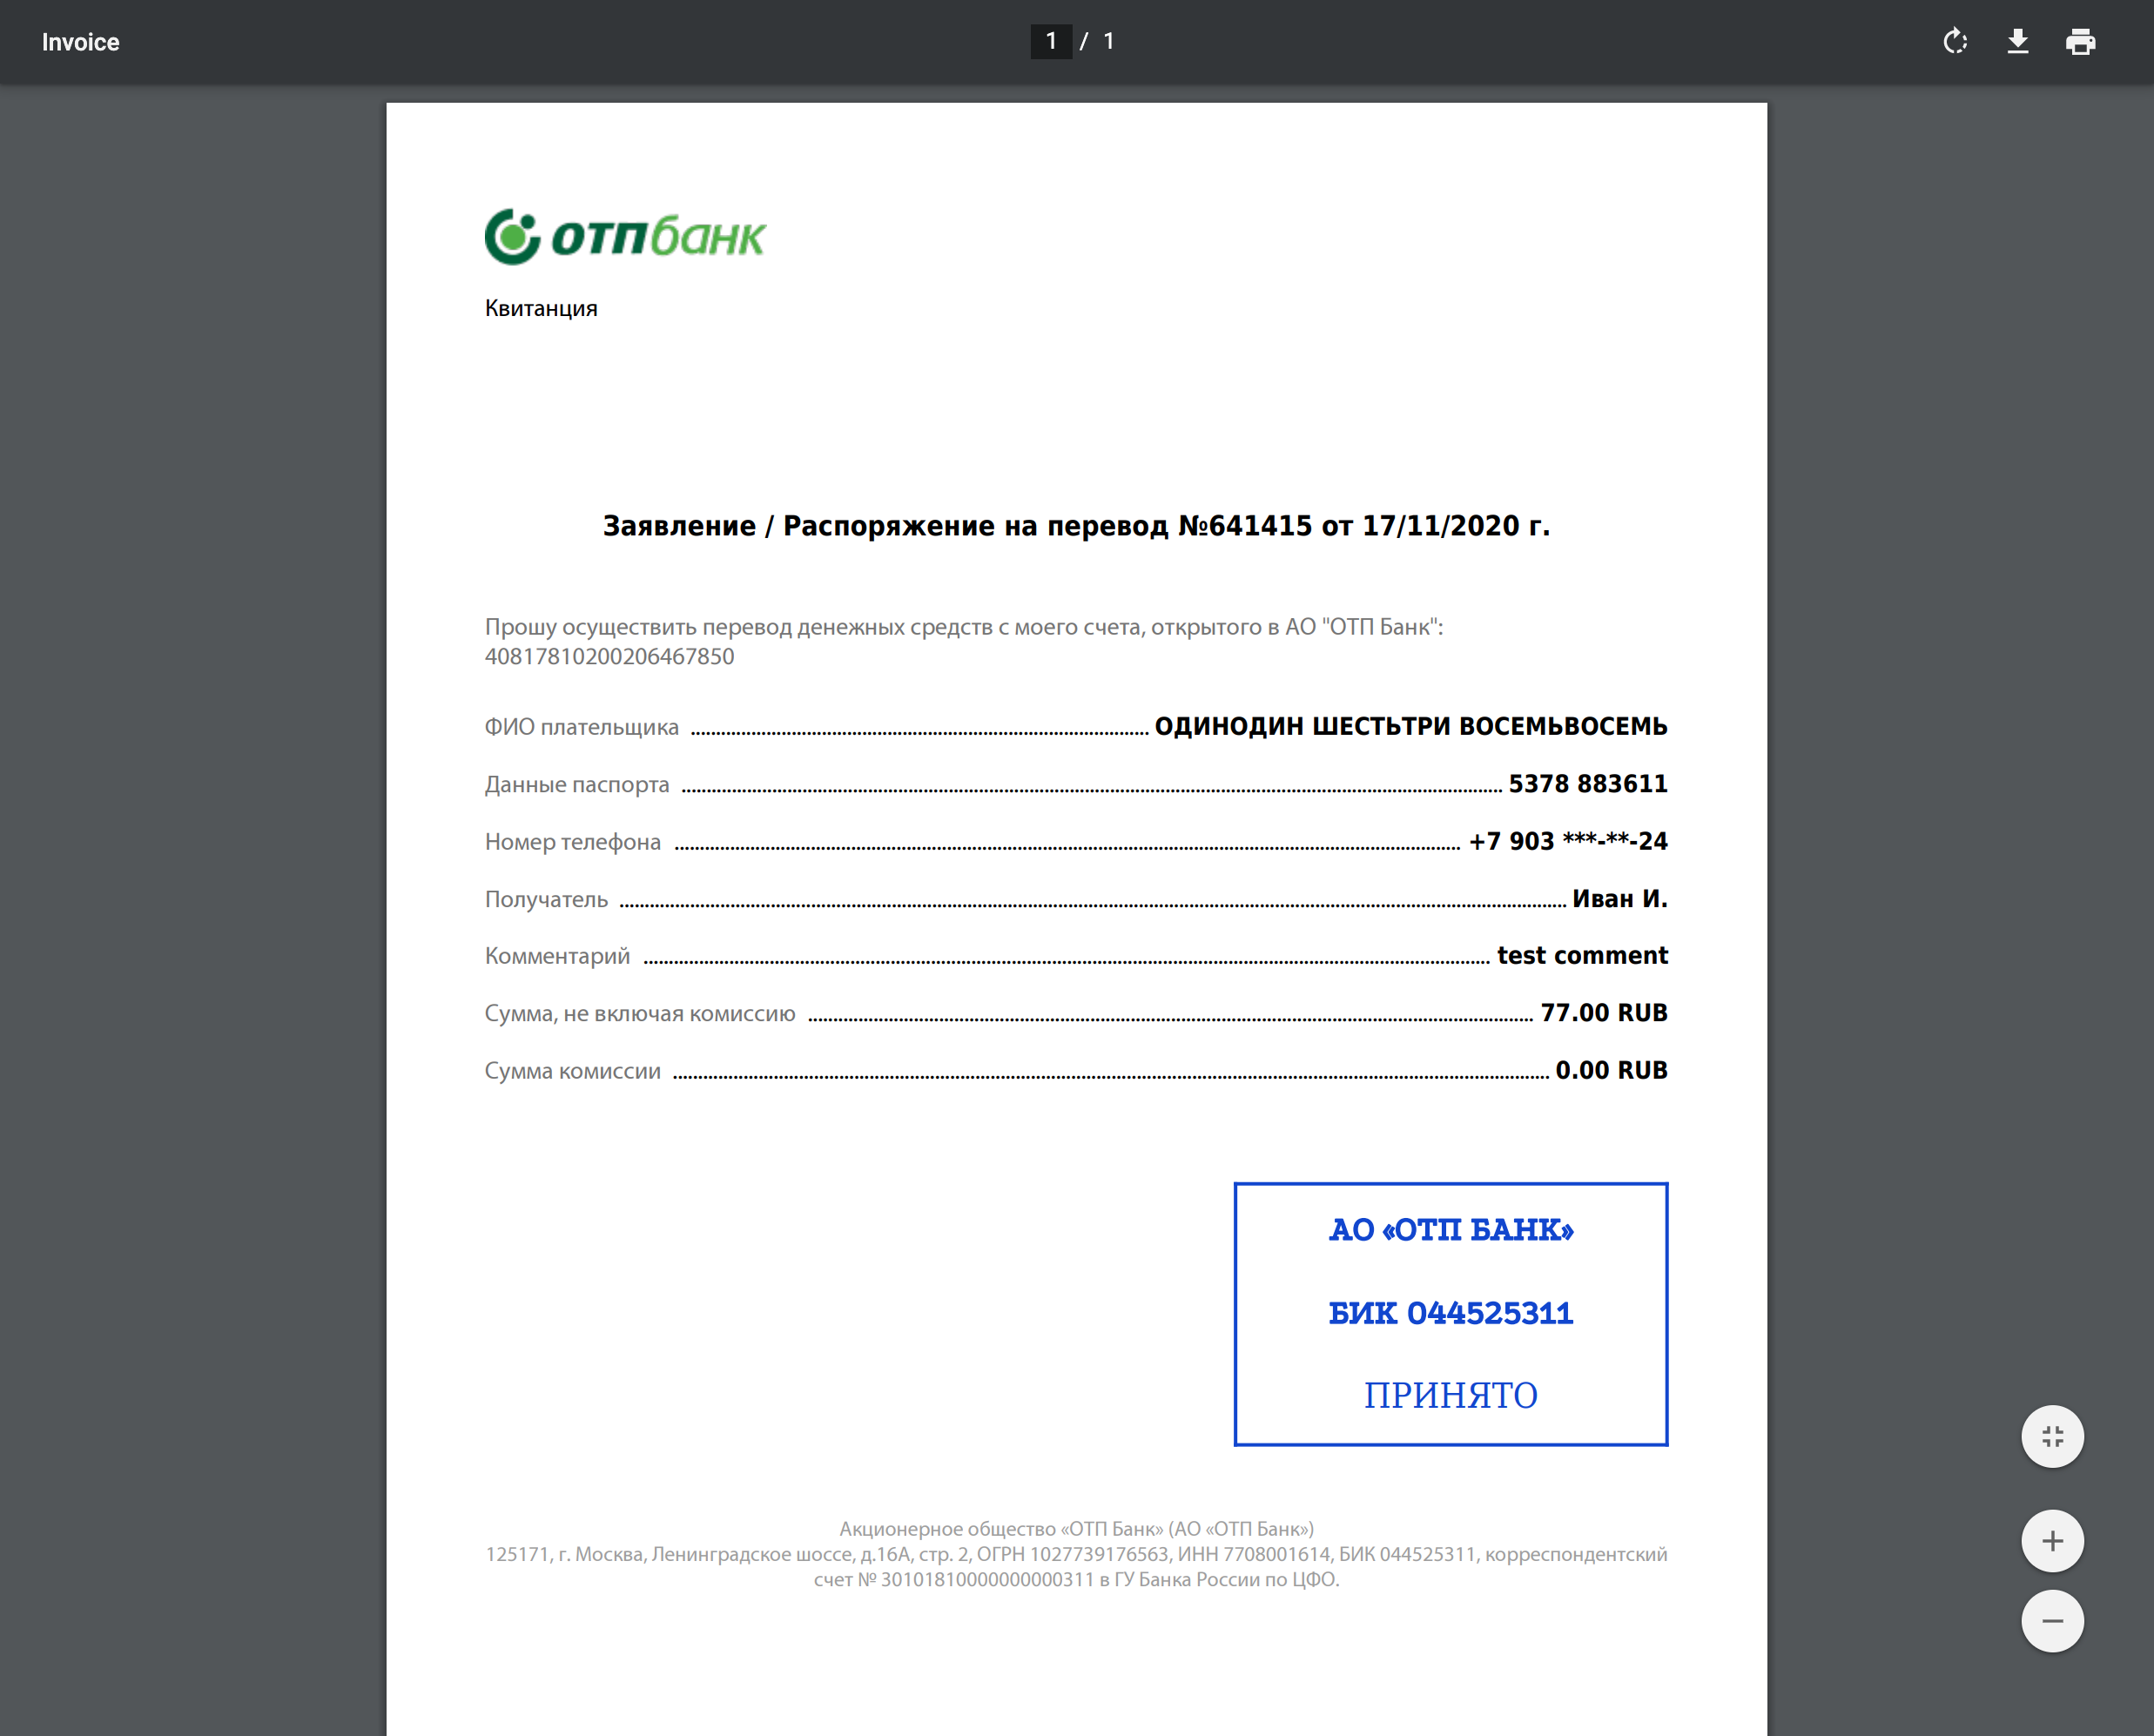 Invoice
1 / 1
отпбанк
Квитанция
Заявление / Распоряжение на перевод №641415 от 17/11/2020 г.
Прошу осуществить перевод денежных средств с моего счета, открытого в АО "ОТП Банк":
40817810200206467850
ФИО плательщика ОДИНОДИН ШЕСТЬТРИ ВОСЕМЬВОСЕМЬ
Данные паспорта 5378 883611
Номер телефона +7 903 ***-**-24
Получатель Иван И.
Комментарий test comment
Сумма, не включая комиссию 77.00 RUB
Сумма комиссии 0.00 RUB
АО «ОТП БАНК»
БИК 044525311
ПРИНЯТО
Акционерное общество «ОТП Банк» (АО «ОТП Банк»)
125171, г. Москва, Ленинградское шоссе, д.16А, стр. 2, ОГРН 1027739176563, ИНН 7708001614, БИК 044525311, корреспондентский
счет № 30101810000000000311 в ГУ Банка России по ЦФО.